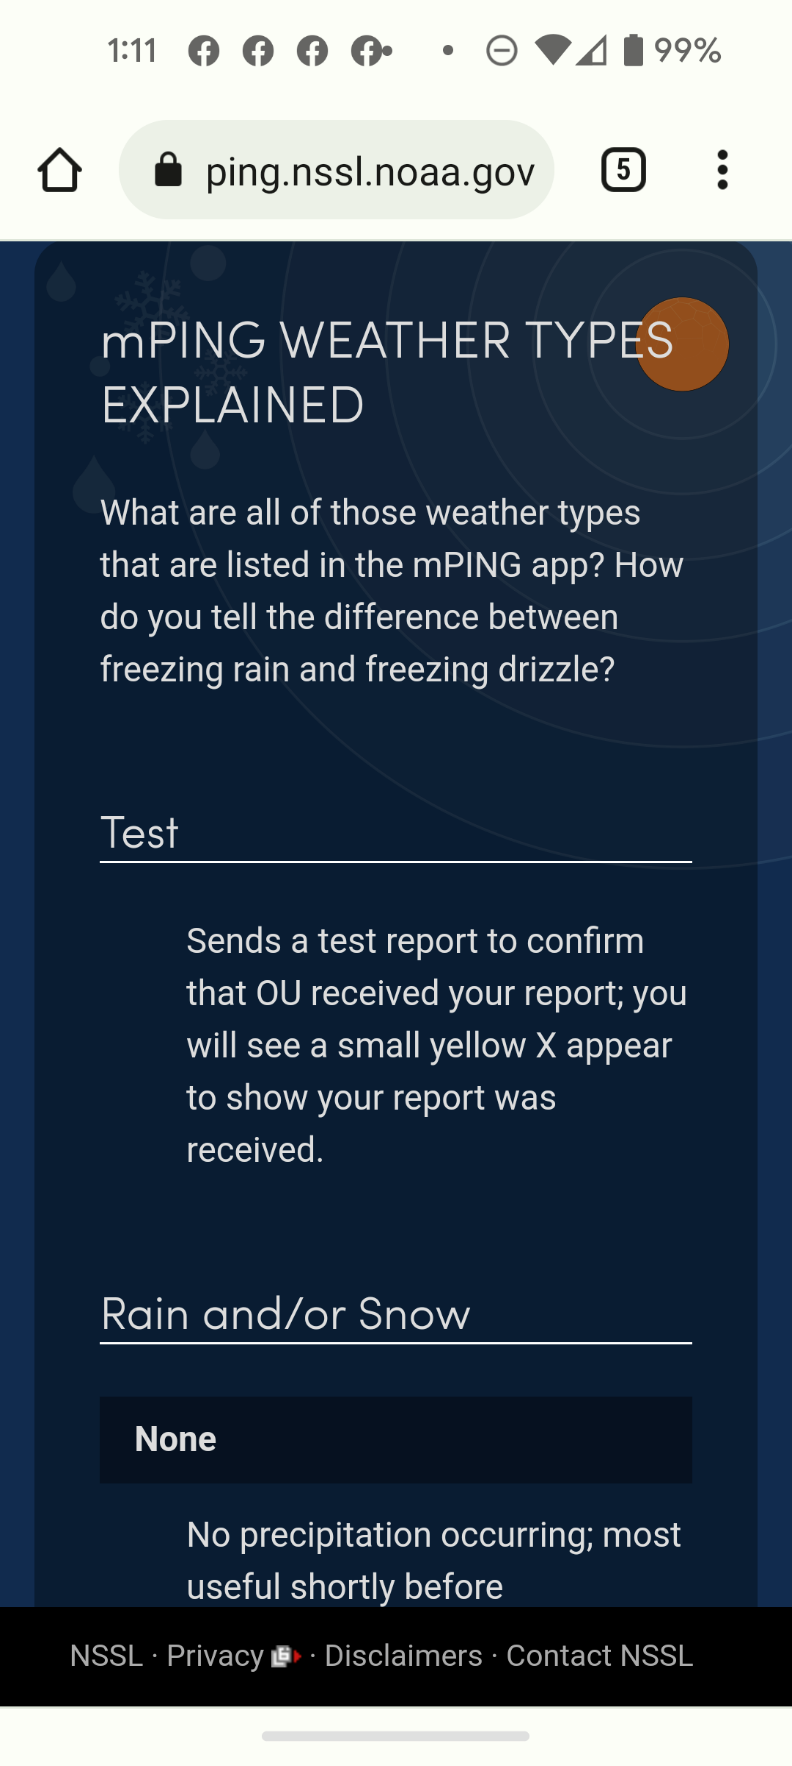 1:11
99%
ping.nssl.noaa.gov
5
mPING WEATHER TYPES
EXPLAINED
What are all of those weather types
that are listed in the mPING app? How
do you tell the difference between
freezing rain and freezing drizzle?
Test
Sends a test report to confirm
that OU received your report; you
will see a small yellow X appear
to show your report was
received.
Rain and/or Snow
None
No precipitation occurring; most
useful shortly before
NSSL · Privacy · Disclaimers · Contact NSSL